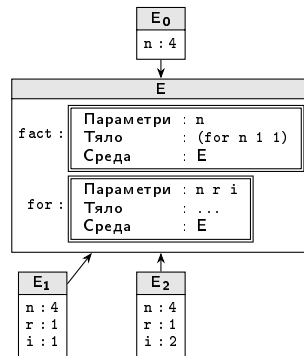 E0
n : 4
E
fact :
Параметри : n
Тяло : (for n 1 1)
Среда : E
for :
Параметри : n r i
Тяло : ...
Среда : E
E1
n : 4
r : 1
i : 1
E2
n : 4
r : 1
i : 2